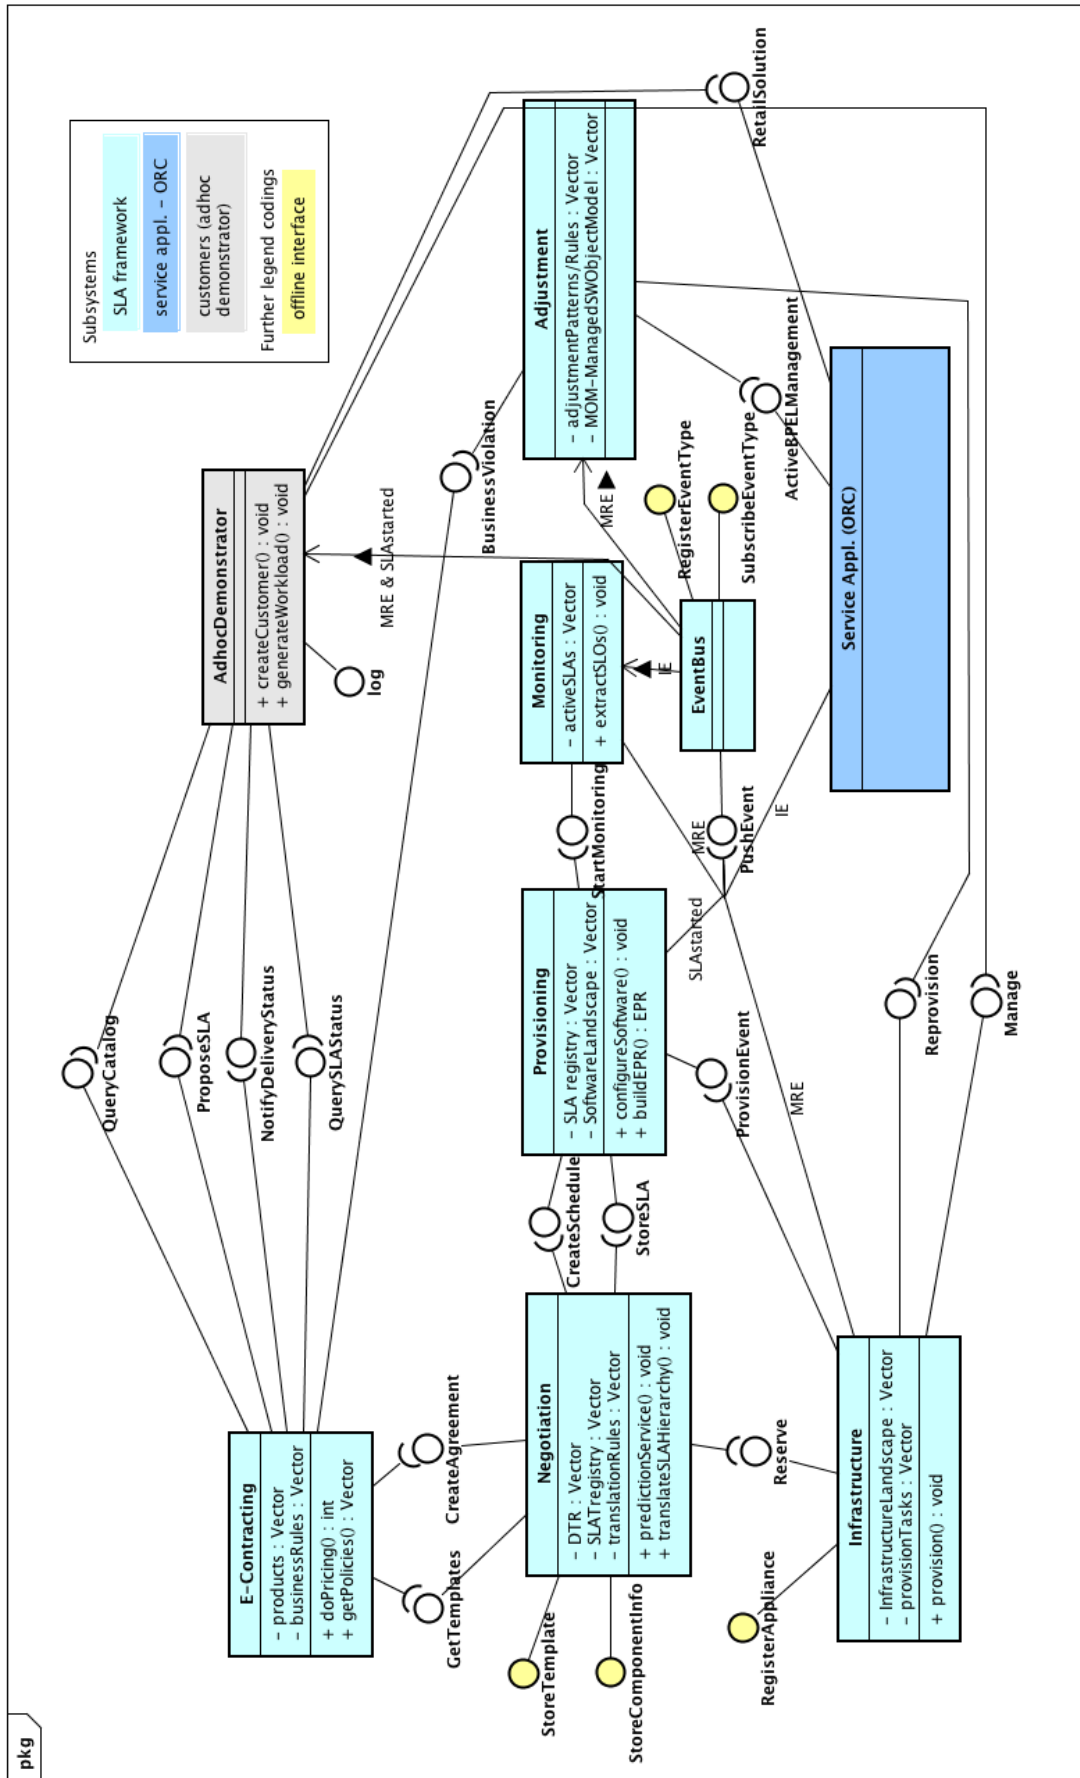 pkg
Subsystems
SLA framework
service appl. - ORC
customers (adhoc
demonstrator)
Further legend codings
offline interface
AdhocDemonstrator
+ createCustomer() : void
+ generateWorkload() : void
log
MRE & SLAstarted
QueryCatalog
ProposeSLA
NotifyDeliveryStatus
QuerySLAStatus
BusinessViolation
RetailSolution
E-Contracting
- products : Vector
- businessRules : Vector
+ doPricing() : int
+ getPolicies() : Vector
GetTemplates
CreateAgreement
Negotiation
- DTR : Vector
- SLATregistry : Vector
- translationRules : Vector
+ predictionService() : void
+ translateSLAHierarchy() : void
StoreTemplate
StoreComponentInfo
CreateSchedule
StoreSLA
Provisioning
- SLA registry : Vector
- SoftwareLandscape : Vector
+ configureSoftware() : void
+ buildEPR() : EPR
StartMonitoring
Monitoring
- activeSLAs : Vector
+ extractSLOs() : void
Adjustment
- adjustmentPatterns/Rules : Vector
- MOM-ManagedSWObjectModel : Vector
MRE
RegisterEventType
SubscribeEventType
IE
EventBus
MRE
PushEvent
SLAstarted
IE
MRE
ProvisionEvent
ActiveBPELManagement
Service Appl. (ORC)
Reserve
RegisterAppliance
Infrastructure
- InfrastructureLandscape : Vector
- provisionTasks : Vector
+ provision() : void
Reprovision
Manage